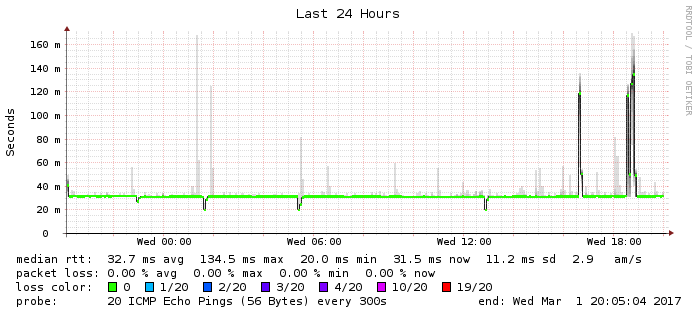 Last 24 Hours
RRDTOOL / TOBI OETIKER
Seconds
160 m
140 m
120 m
100 m
80 m
60 m
40 m
20 m
0
Wed 00:00 Wed 06:00 Wed 12:00 Wed 18:00
median rtt: 32.7 ms avg 134.5 ms max 20.0 ms min 31.5 ms now 11.2 ms sd 2.9 am/s
packet loss: 0.00 % avg 0.00 % max 0.00 % min 0.00 % now
loss color: 0 1/20 2/20 3/20 4/20 10/20 19/20
probe: 20 ICMP Echo Pings (56 Bytes) every 300s end: Wed Mar 1 20:05:04 2017